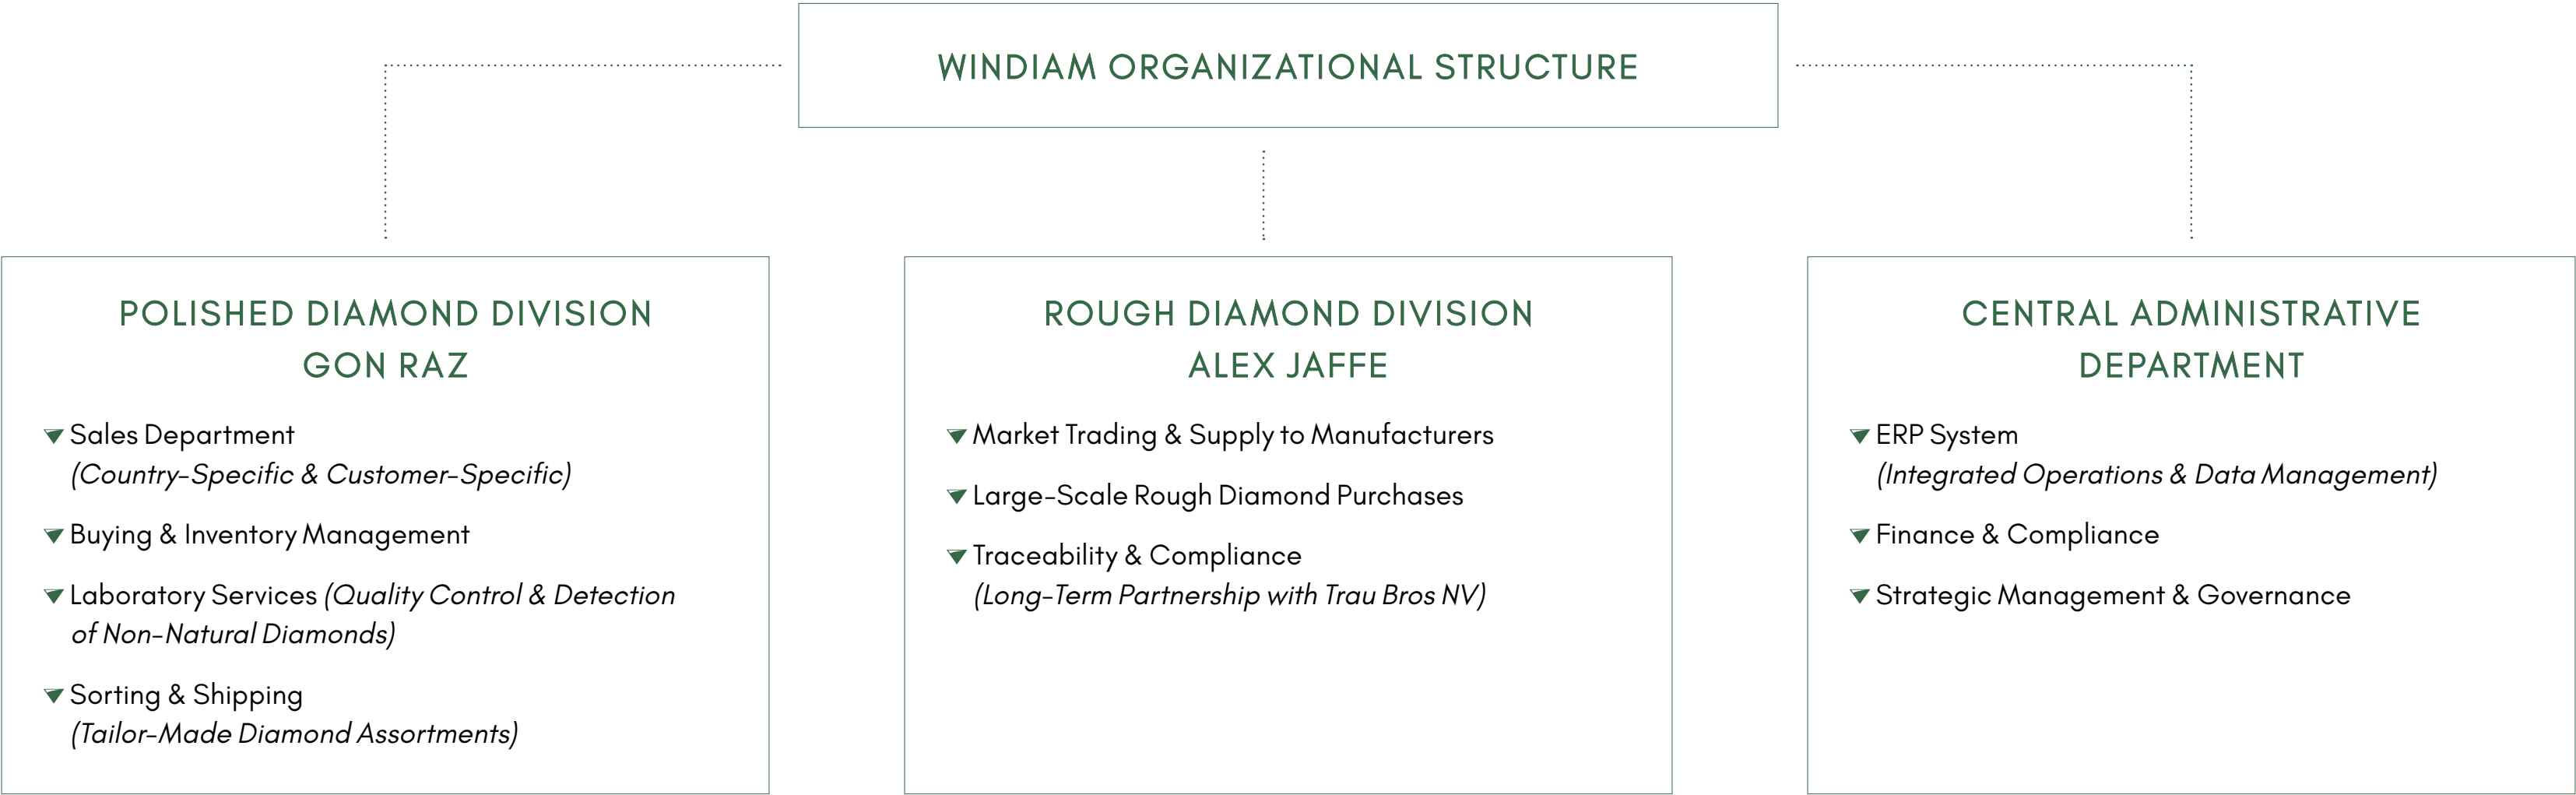 WINDIAM ORGANIZATIONAL STRUCTURE
POLISHED DIAMOND DIVISION
GON RAZ
Sales Department
(Country-Specific & Customer-Specific)
Buying & Inventory Management
Laboratory Services (Quality Control & Detection
of Non-Natural Diamonds)
Sorting & Shipping
(Tailor-Made Diamond Assortments)
ROUGH DIAMOND DIVISION
ALEX JAFFE
Market Trading & Supply to Manufacturers
Large-Scale Rough Diamond Purchases
Traceability & Compliance
(Long-Term Partnership with Trau Bros NV)
CENTRAL ADMINISTRATIVE
DEPARTMENT
ERP System
(Integrated Operations & Data Management)
Finance & Compliance
Strategic Management & Governance